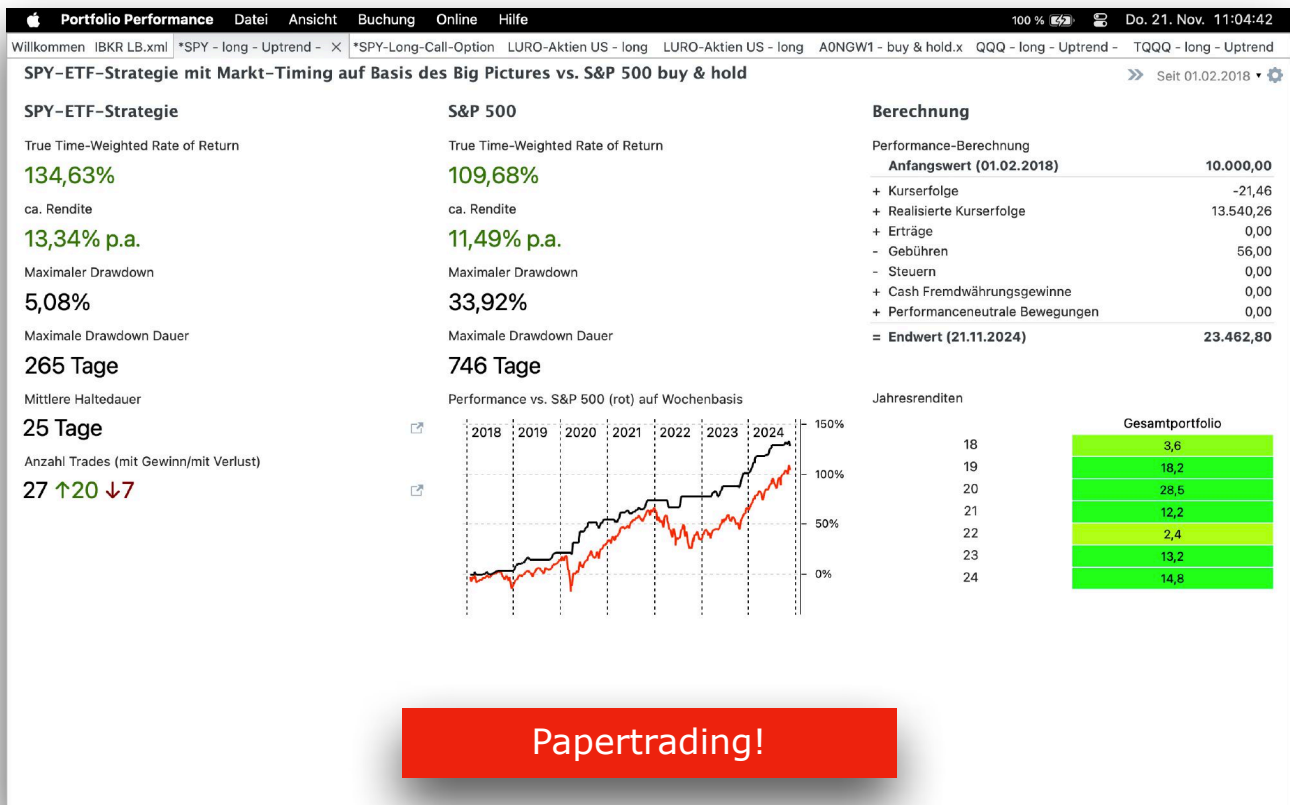 Portfolio Performance Datei Ansicht Buchung Online Hilfe 100 % Do. 21. Nov. 11:04:42
Willkommen IBKR LB.xml *SPY - long - Uptrend - × *SPY-Long-Call-Option LURO-Aktien US - long LURO-Aktien US - long A0NGW1 - buy & hold.x QQQ - long - Uptrend - TQQQ - long - Uptrend
SPY-ETF-Strategie mit Markt-Timing auf Basis des Big Pictures vs. S&P 500 buy & hold Seit 01.02.2018
SPY-ETF-Strategie
True Time-Weighted Rate of Return
134,63%
ca. Rendite
13,34% p.a.
Maximaler Drawdown
5,08%
Maximale Drawdown Dauer
265 Tage
Mittlere Haltedauer
25 Tage
Anzahl Trades (mit Gewinn/mit Verlust)
27 ↑20 ↓7
S&P 500
True Time-Weighted Rate of Return
109,68%
ca. Rendite
11,49% p.a.
Maximaler Drawdown
33,92%
Maximale Drawdown Dauer
746 Tage
Performance vs. S&P 500 (rot) auf Wochenbasis
2018 2019 2020 2021 2022 2023 2024
150%
100%
50%
0%
Berechnung
Performance-Berechnung
Anfangswert (01.02.2018) 10.000,00
+ Kurserfolge -21,46
+ Realisierte Kurserfolge 13.540,26
+ Erträge 0,00
- Gebühren 56,00
- Steuern 0,00
+ Cash Fremdwährungsgewinne 0,00
+ Performanceneutrale Bewegungen 0,00
= Endwert (21.11.2024) 23.462,80
Jahresrenditen
Gesamtportfolio
18 3,6
19 18,2
20 28,5
21 12,2
22 2,4
23 13,2
24 14,8
Papertrading!